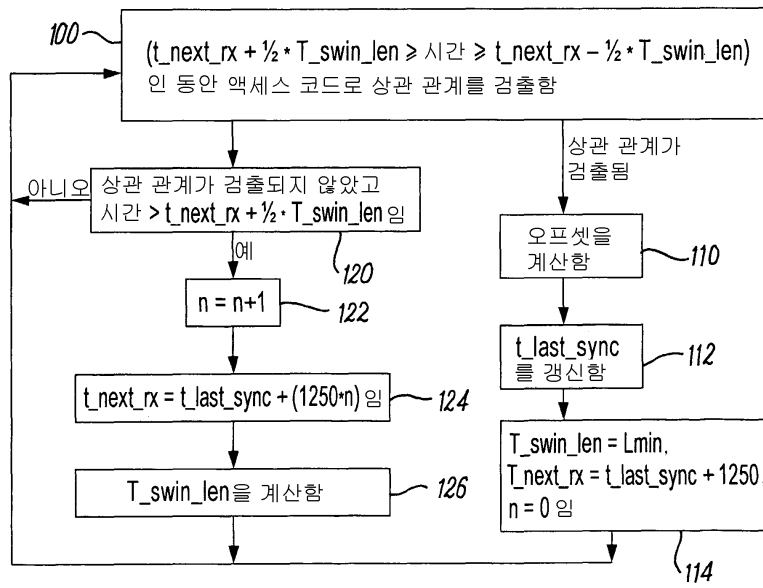 100
(t_next_rx + ½ * T_swin_len ≥ 시간 ≥ t_next_rx − ½ * T_swin_len)
인 동안 액세스 코드로 상관 관계를 검출함
상관 관계가
검출됨
아니오
상관 관계가 검출되지 않았고
시간 > t_next_rx + ½ · T_swin_len 임
120
예
오프셋을
계산함
110
n = n+1
122
t_last_sync
를 갱신함
112
t_next_rx = t_last_sync + (1250*n) 임
124
T_swin_len = Lmin,
T_next_rx = t_last_sync + 1250,
n = 0 임
114
T_swin_len을 계산함
126